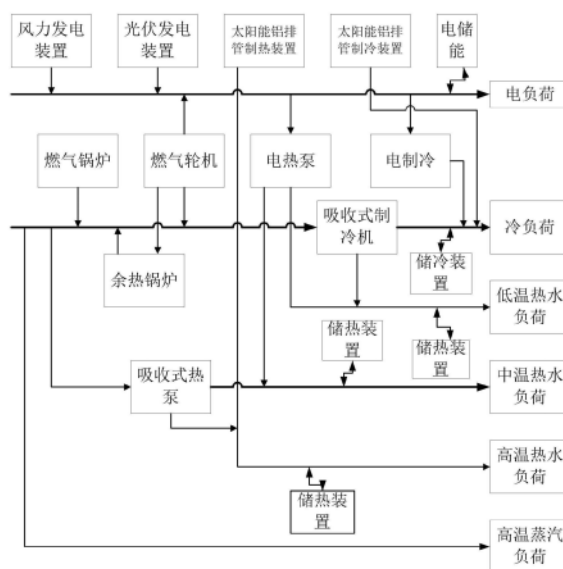 风力发电
装置
光伏发电
装置
太阳能铝排
管制热装置
太阳能铝排
管制冷装置
电储
能
电负荷
燃气锅炉
燃气轮机
电热泵
电制冷
吸收式制
冷机
冷负荷
余热锅炉
储冷装
置
低温热水
负荷
储热装
置
储热装
置
吸收式热
泵
中温热水
负荷
高温热水
负荷
储热装
置
高温蒸汽
负荷